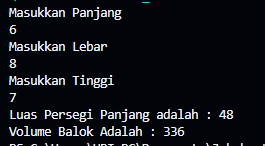 Masukkan Panjang
6
Masukkan Lebar
8
Masukkan Tinggi
7
Luas Persegi Panjang adalah : 48
Volume Balok Adalah : 336